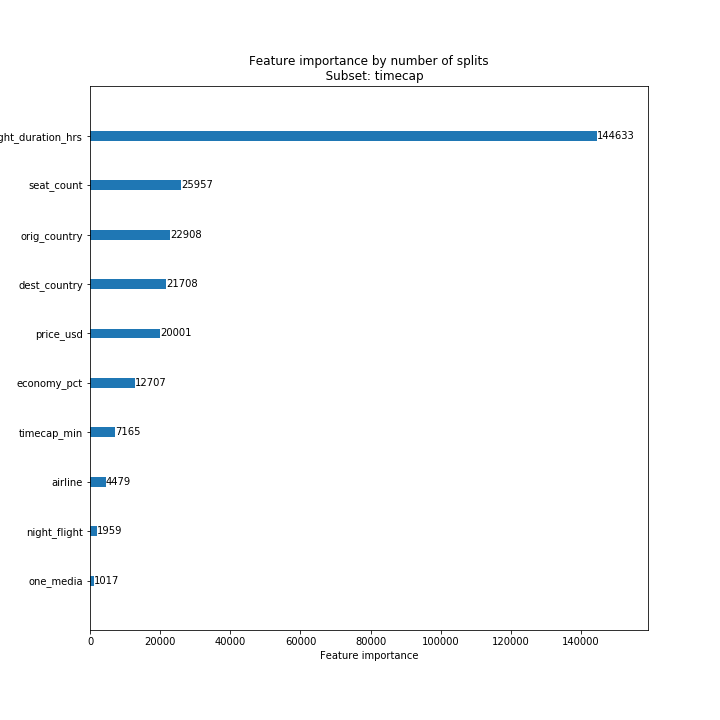 Feature importance by number of splits
Subset: timecap
ght_duration_hrs 144633
seat_count 25957
orig_country 22908
dest_country 21708
price_usd 20001
economy_pct 12707
timecap_min 7165
airline 4479
night_flight 1959
one_media 1017
0 20000 40000 60000 80000 100000 120000 140000
Feature importance